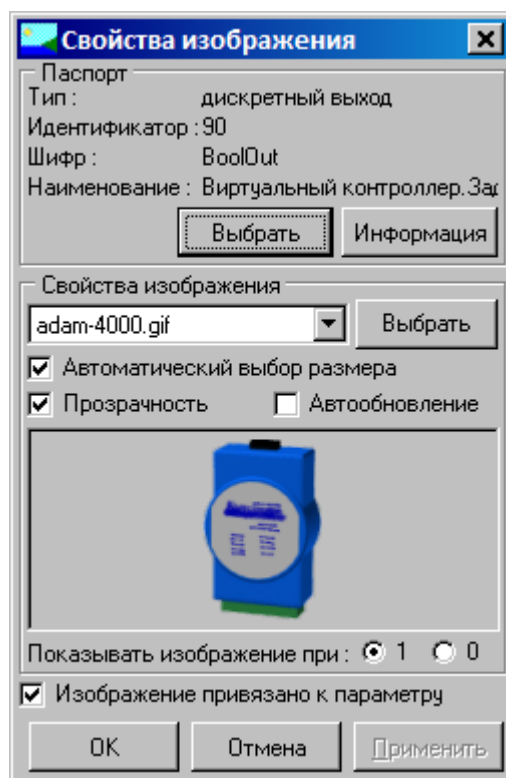 Свойства изображения
Паспорт
Тип : дискретный выход
Идентификатор : 90
Шифр : BoolOut
Наименование : Виртуальный контроллер.
Выбрать Информация
Свойства изображения
adam-4000.gif Выбрать
Автоматический выбор размера
Прозрачность Автообновление
Показывать изображение при : 1 0
Изображение привязано к параметру
OK Отмена Применить